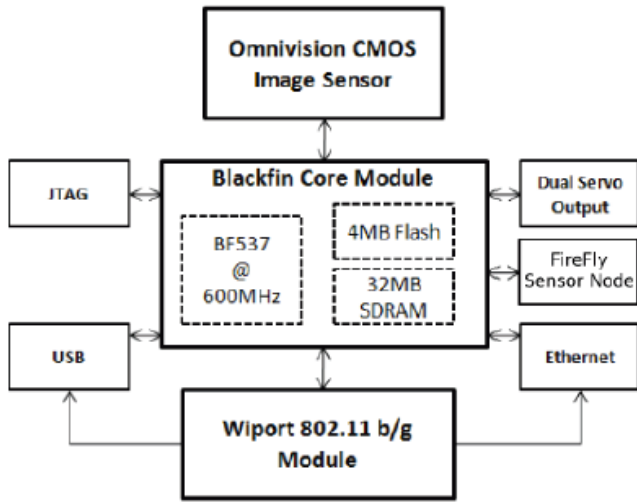 Omnivision CMOS
Image Sensor
JTAG
Blackfin Core Module
BF537
@
600MHz
4MB Flash
32MB
SDRAM
Dual Servo
Output
FireFly
Sensor Node
USB
Ethernet
Wiport 802.11 b/g
Module